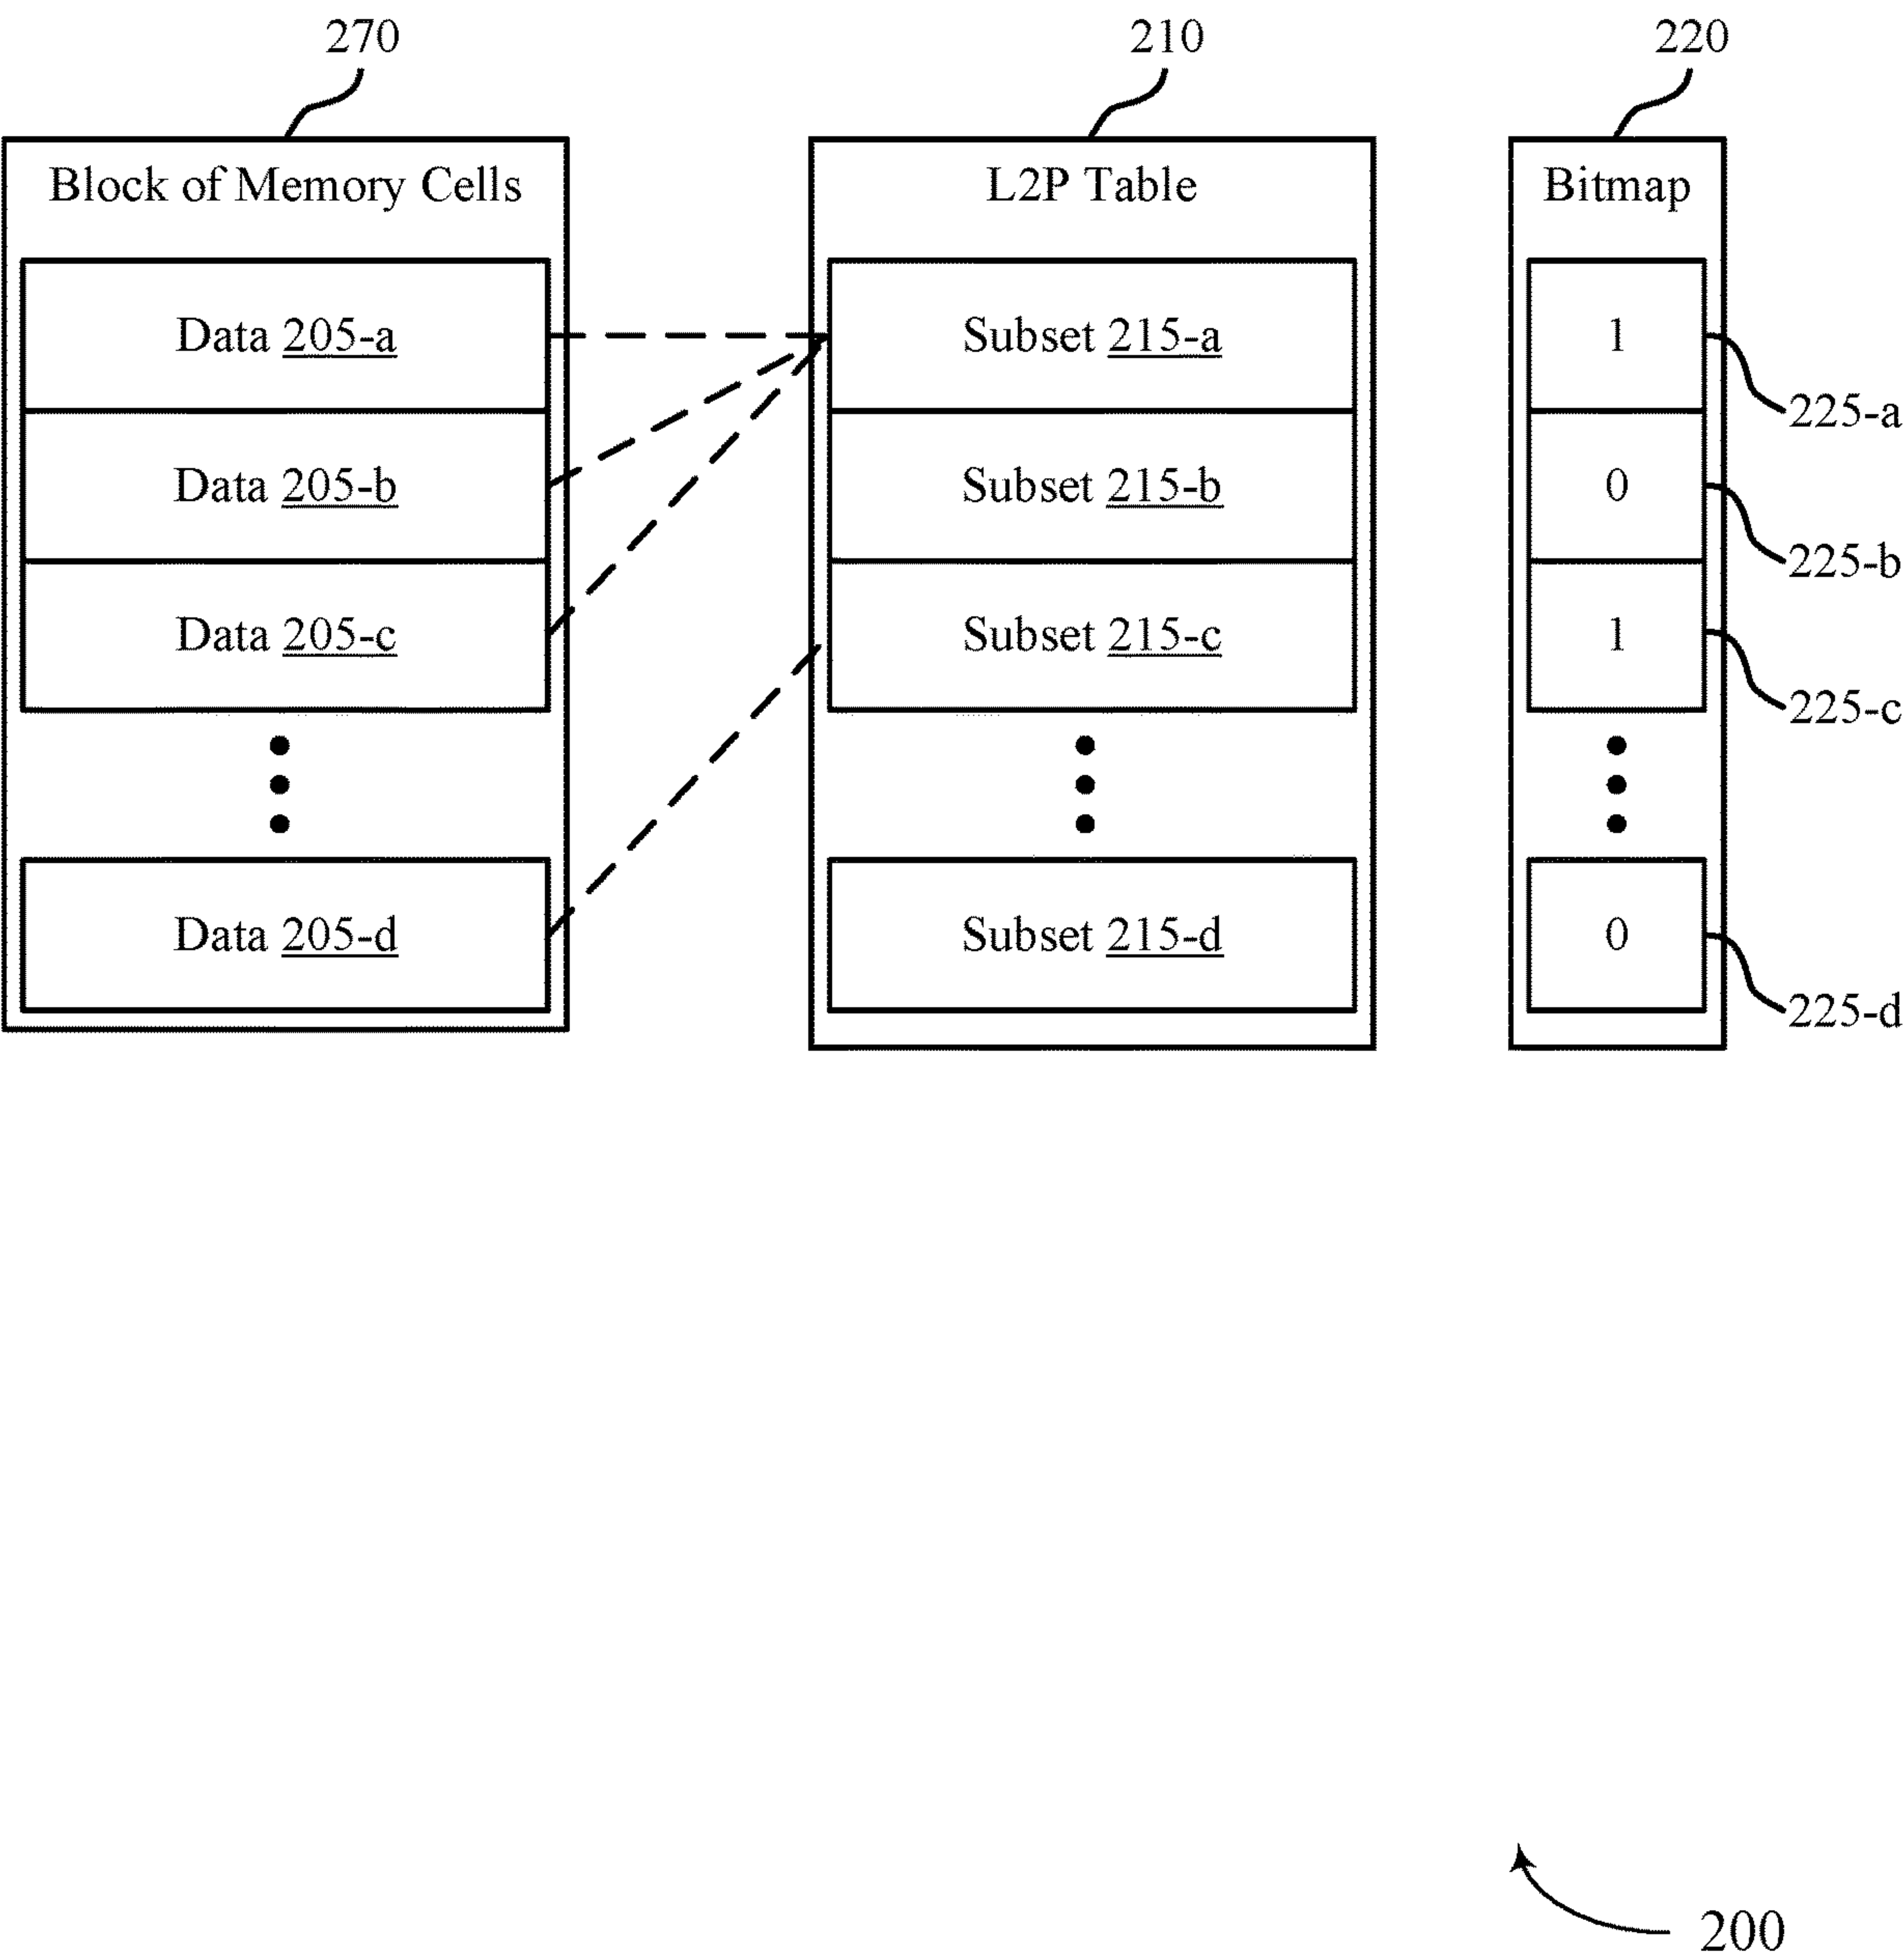 270
210
220
Block of Memory Cells
L2P Table
Bitmap
Data 205-a
Subset 215-a
1
225-a
Data 205-b
Subset 215-b
0
225-b
Data 205-c
Subset 215-c
1
225-c
Data 205-d
Subset 215-d
0
225-d
200